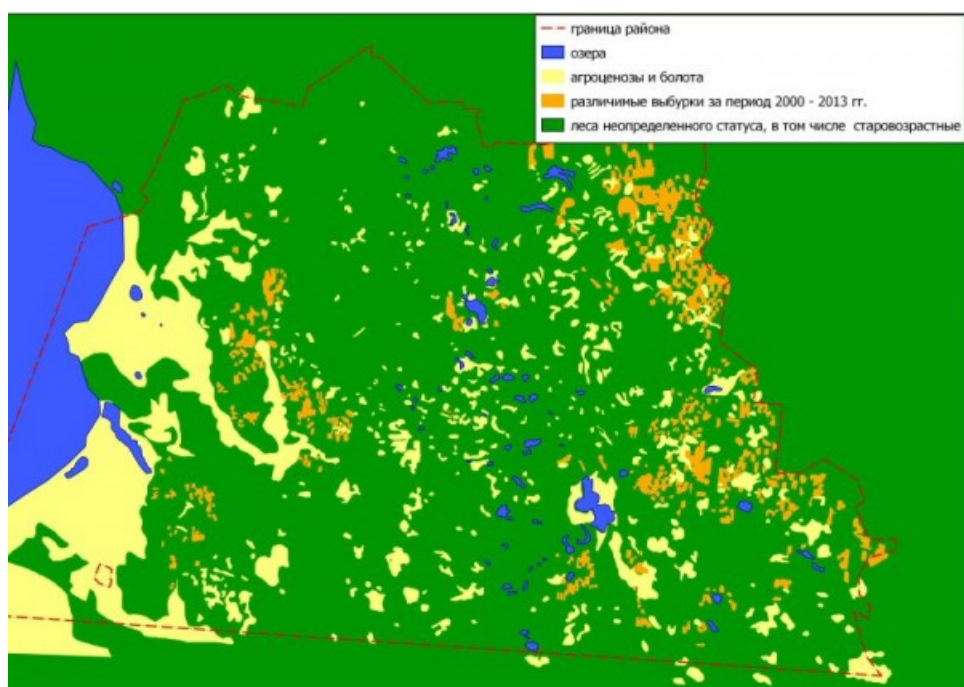 граница района
озера
агроценозы и болота
различимые выбурки за период 2000 - 2013 гг.
леса неопределенного статуса, в том числе старовозрастные